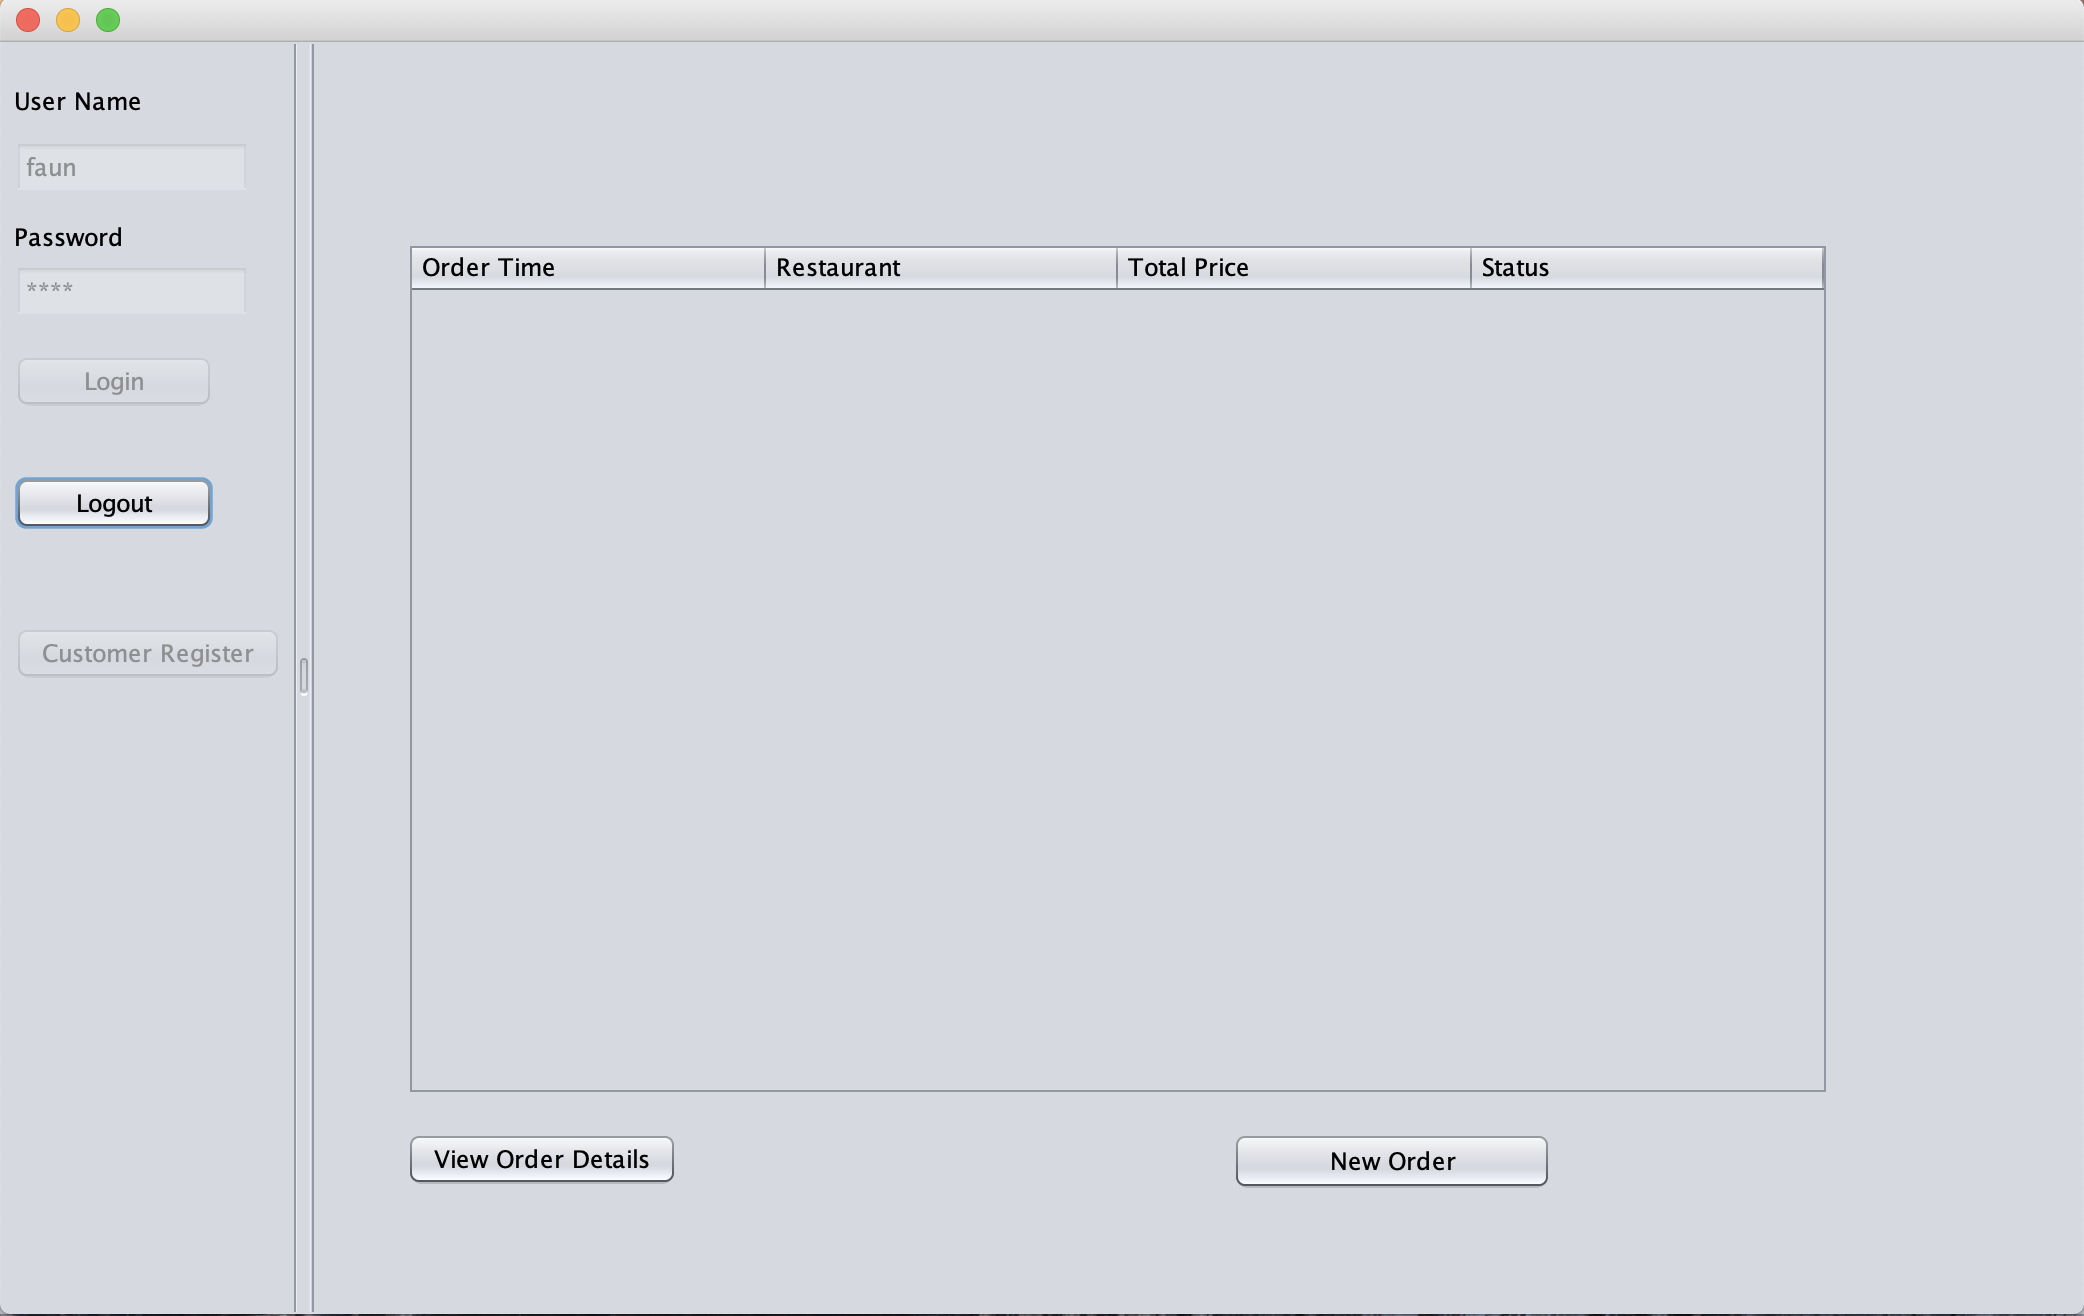 User Name
faun
Password
****
Login
Logout
Customer Register
Order Time Restaurant Total Price Status
View Order Details New Order